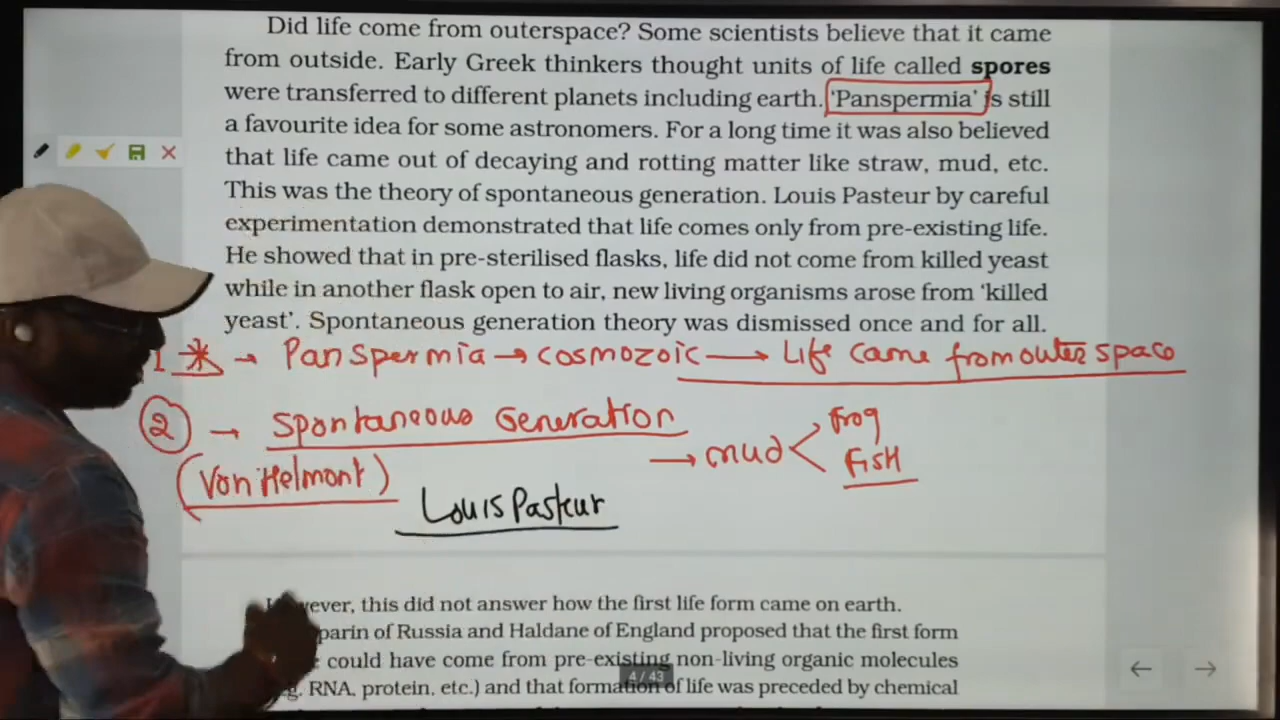 Did life come from outerspace? Some scientists believe that it came
from outside. Early Greek thinkers thought units of life called spores
were transferred to different planets including earth. 'Panspermia' is still
a favourite idea for some astronomers. For a long time it was also believed
that life came out of decaying and rotting matter like straw, mud, etc.
This was the theory of spontaneous generation. Louis Pasteur by careful
experimentation demonstrated that life comes only from pre-existing life.
He showed that in pre-sterilised flasks, life did not come from killed yeast
while in another flask open to air, new living organisms arose from 'killed
yeast'. Spontaneous generation theory was dismissed once and for all.
1 * → Panspermia → cosmozoic → Life came from outer space
② → Spontaneous Generation
(Von Helmont)
→ mud < Frog
Fish
Louis Pasteur
However, this did not answer how the first life form came on earth.
parin of Russia and Haldane of England proposed that the first form
could have come from pre-existing non-living organic molecules
4 / 43
RNA, protein, etc.) and that formation of life was preceded by chemical